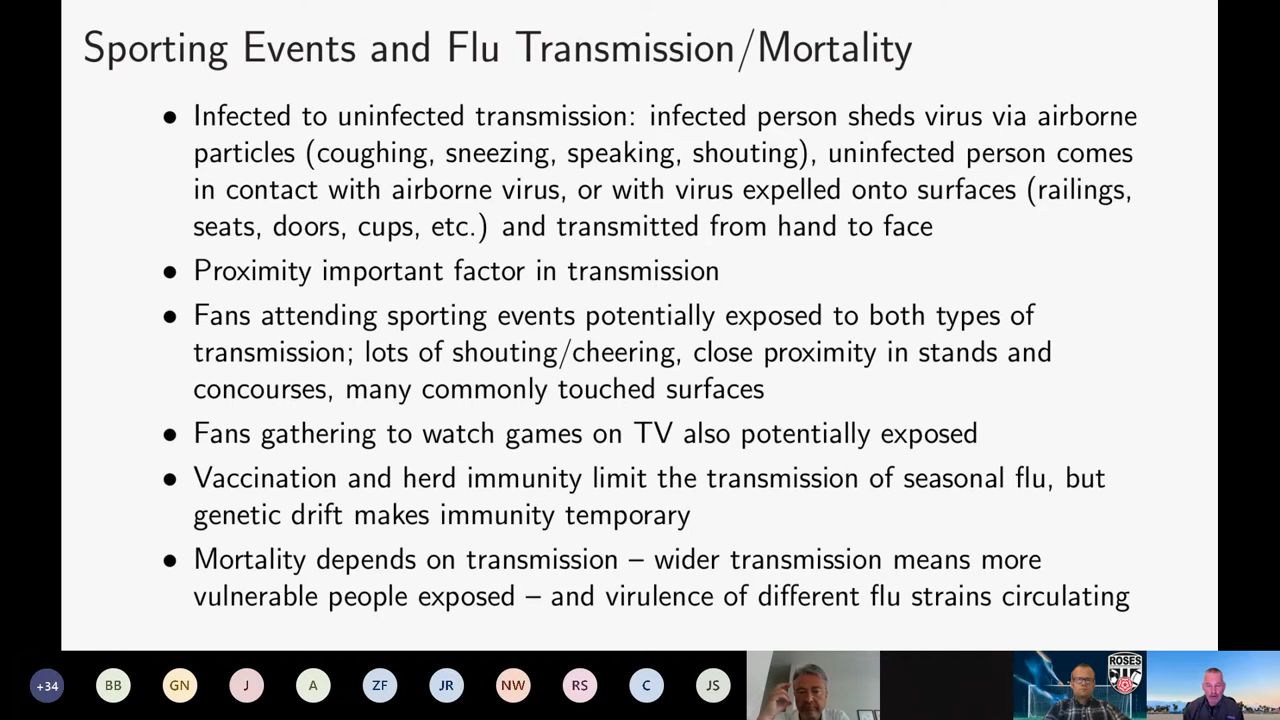 Sporting Events and Flu Transmission/Mortality
● Infected to uninfected transmission: infected person sheds virus via airborne
particles (coughing, sneezing, speaking, shouting), uninfected person comes
in contact with airborne virus, or with virus expelled onto surfaces (railings,
seats, doors, cups, etc.) and transmitted from hand to face
● Proximity important factor in transmission
● Fans attending sporting events potentially exposed to both types of
transmission; lots of shouting/cheering, close proximity in stands and
concourses, many commonly touched surfaces
● Fans gathering to watch games on TV also potentially exposed
● Vaccination and herd immunity limit the transmission of seasonal flu, but
genetic drift makes immunity temporary
● Mortality depends on transmission – wider transmission means more
vulnerable people exposed – and virulence of different flu strains circulating
+34 BB GN J A ZF JR NW RS C JS
ROSES